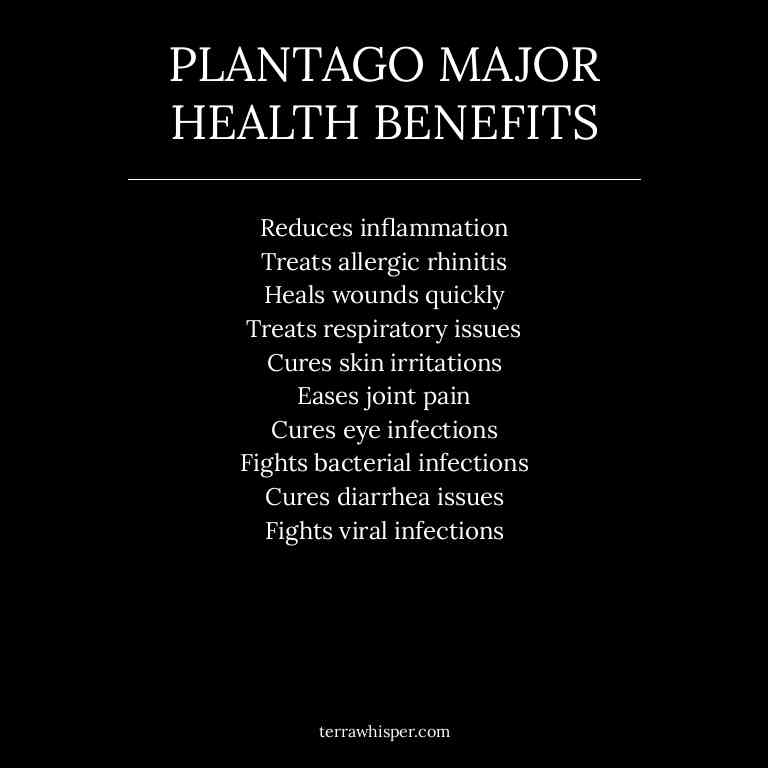 PLANTAGO MAJOR
HEALTH BENEFITS
Reduces inflammation
Treats allergic rhinitis
Heals wounds quickly
Treats respiratory issues
Cures skin irritations
Eases joint pain
Cures eye infections
Fights bacterial infections
Cures diarrhea issues
Fights viral infections
terrawhisper.com